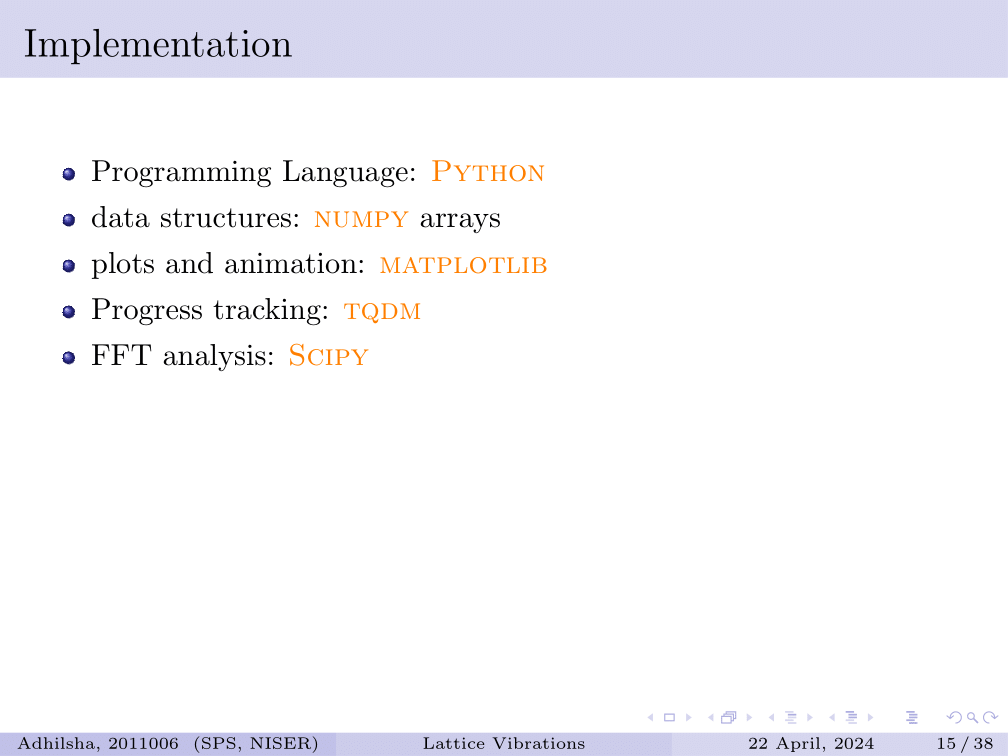 Implementation
Programming Language: Python
data structures: numpy arrays
plots and animation: matplotlib
Progress tracking: tqdm
FFT analysis: Scipy
Adhilsha, 2011006 (SPS, NISER) Lattice Vibrations 22 April, 2024 15 / 38